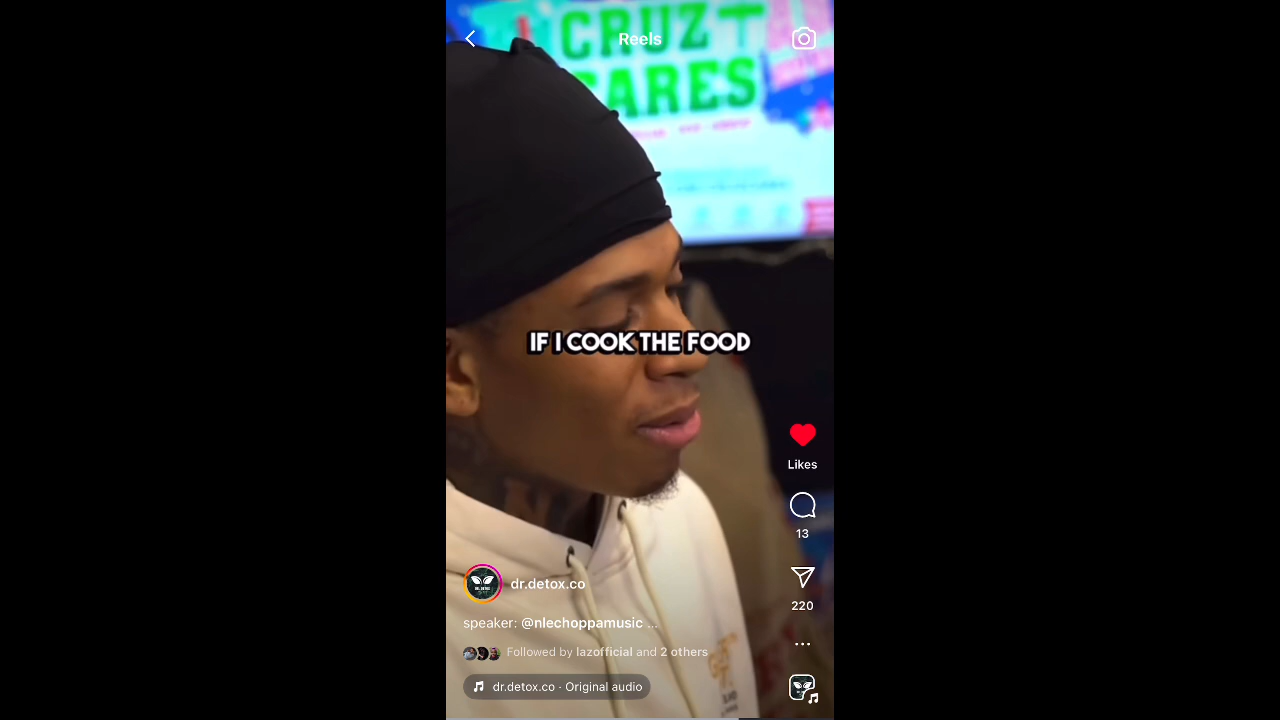 CRUZ
CARES
Reels
IF I COOK THE FOOD
Likes
13
220
dr.detox.co
speaker: @nlechoppamusic ...
Followed by lazofficial and 2 others
dr.detox.co · Original audio